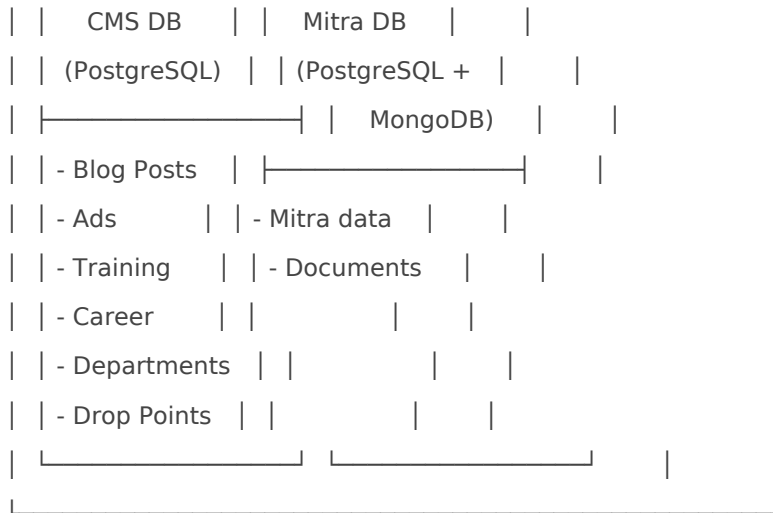 │ │ CMS DB │ │ Mitra DB │ │
│ │ (PostgreSQL) │ │ (PostgreSQL + │ │
│ ├─────────────────┤ │ MongoDB) │ │
│ │ - Blog Posts │ ├─────────────────┤ │
│ │ - Ads │ │ - Mitra data │ │
│ │ - Training │ │ - Documents │ │
│ │ - Career │ │ │ │
│ │ - Departments │ │ │ │
│ │ - Drop Points │ │ │ │
│ └─────────────────┘ └─────────────────┘ │